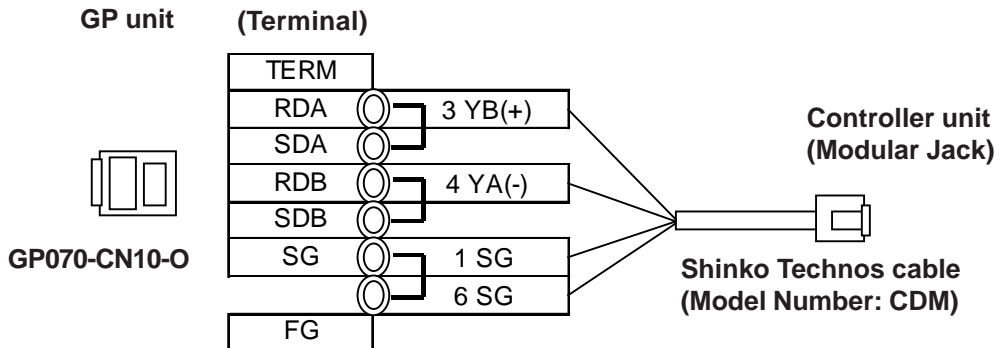 GP unit (Terminal)
TERM
RDA 3 YB(+)
SDA
RDB 4 YA(-)
SDB
SG 1 SG
6 SG
FG
GP070-CN10-O
Controller unit
(Modular Jack)
Shinko Technos cable
(Model Number: CDM)